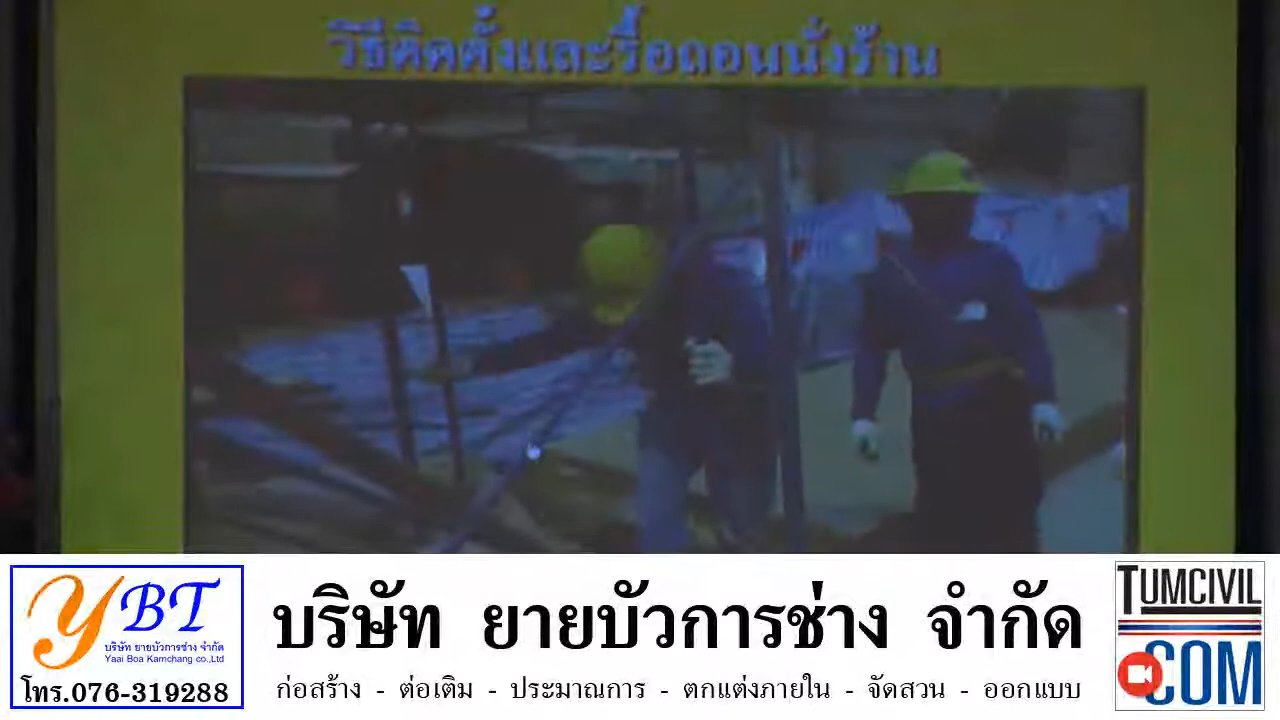 วิธีติดตั้งและรื้อถอนนั่งร้าน
YBT
บริษัท ยายบัวการช่าง จำกัด
Yaai Boa Kamchang co.,Ltd
โทร.076-319288
บริษัท ยายบัวการช่าง จำกัด
ก่อสร้าง - ต่อเติม - ประมาณการ - ตกแต่งภายใน - จัดสวน - ออกแบบ
TUMCIVIL
.COM